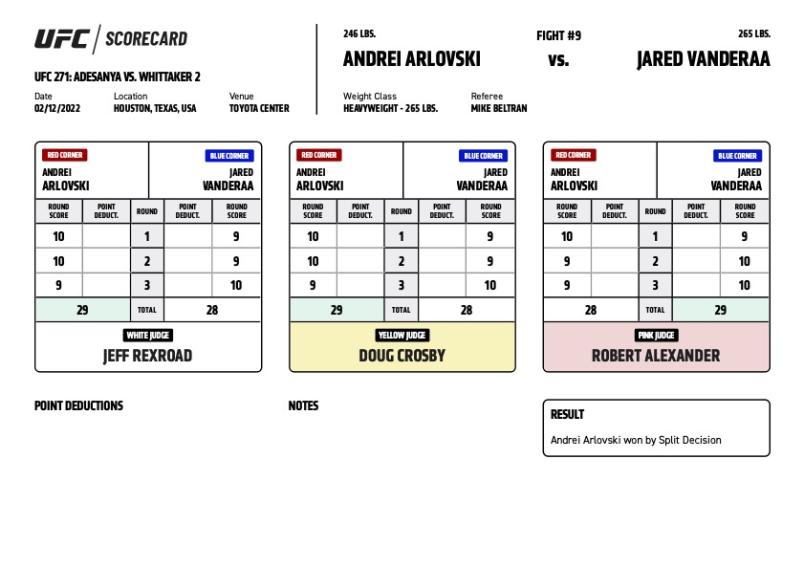 UFC / SCORECARD
UFC 271: ADESANYA VS. WHITTAKER 2
Date Location Venue
02/12/2022 HOUSTON, TEXAS, USA TOYOTA CENTER
246 LBS. FIGHT #9 265 LBS.
ANDREI ARLOVSKI VS. JARED VANDERAA
Weight Class Referee
HEAVYWEIGHT - 265 LBS. MIKE BELTRAN
RED CORNER BLUE CORNER
ANDREI JARED
ARLOVSKI VANDERAA
ROUND SCORE POINT DEDUCT. ROUND POINT DEDUCT. ROUND SCORE
10 1 9
10 2 9
9 3 10
29 TOTAL 28
WHITE JUDGE
JEFF REXROAD
RED CORNER BLUE CORNER
ANDREI JARED
ARLOVSKI VANDERAA
ROUND SCORE POINT DEDUCT. ROUND POINT DEDUCT. ROUND SCORE
10 1 9
10 2 9
9 3 10
29 TOTAL 28
YELLOW JUDGE
DOUG CROSBY
RED CORNER BLUE CORNER
ANDREI JARED
ARLOVSKI VANDERAA
ROUND SCORE POINT DEDUCT. ROUND POINT DEDUCT. ROUND SCORE
10 1 9
9 2 10
9 3 10
28 TOTAL 29
PINK JUDGE
ROBERT ALEXANDER
POINT DEDUCTIONS
NOTES
RESULT
Andrei Arlovski won by Split Decision